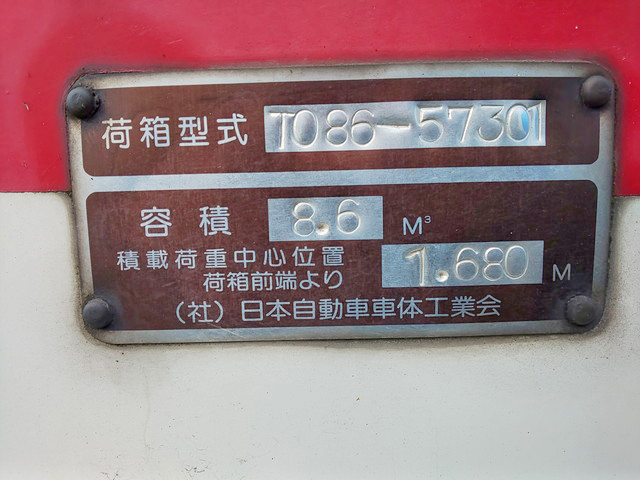 荷箱型式 TO86-57301
容積 8.6 M³
積載荷重中心位置
荷箱前端より 1.680 M
（社）日本自動車車体工業会